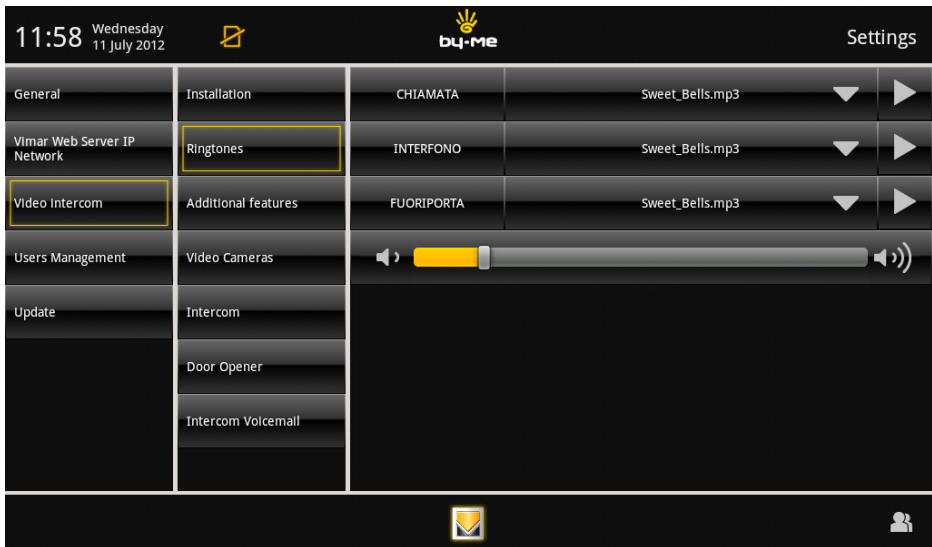 11:58
Wednesday
11 July 2012
by-me
Settings
General
Vimar Web Server IP
Network
Video Intercom
Users Management
Update
Installation
Ringtones
Additional features
Video Cameras
Intercom
Door Opener
Intercom Voicemail
CHIAMATA
Sweet_Bells.mp3
INTERFONO
Sweet_Bells.mp3
FUORIPORTA
Sweet_Bells.mp3